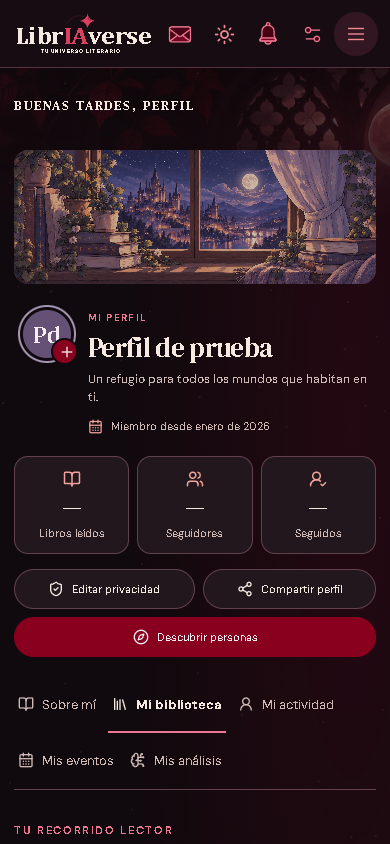 LibrIAverse
TU UNIVERSO LITERARIO
BUENAS TARDES, PERFIL
Pd
MI PERFIL
Perfil de prueba
Un refugio para todos los mundos que habitan en
ti.
Miembro desde enero de 2026
— — —
Libros leídos Seguidores Seguidos
Editar privacidad Compartir perfil
Descubrir personas
Sobre mí Mi biblioteca Mi actividad
Mis eventos Mis análisis
TU RECORRIDO LECTOR